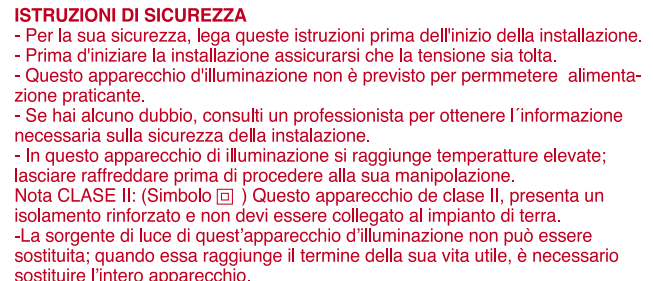 ISTRUZIONI DI SICUREZZA
- Per la sua sicurezza, lega queste istruzioni prima dell'inizio della installazione.
- Prima d'iniziare la installazione assicurarsi che la tensione sia tolta.
- Questo apparecchio d'illuminazione non è previsto per permmetere alimenta-
zione praticante.
- Se hai alcuno dubbio, consulti un professionista per ottenere l´informazione
necessaria sulla sicurezza della instalazione.
- In questo apparecchio di illuminazione si raggiunge temperatture elevate;
lasciare raffreddare prima di procedere alla sua manipolazione.
Nota CLASE II: (Simbolo ) Questo apparecchio de clase II, presenta un
isolamento rinforzato e non devi essere collegato al impianto di terra.
-La sorgente di luce di quest’apparecchio d’illuminazione non può essere
sostituita; quando essa raggiunge il termine della sua vita utile, è necessario
sostituire l’intero apparecchio.